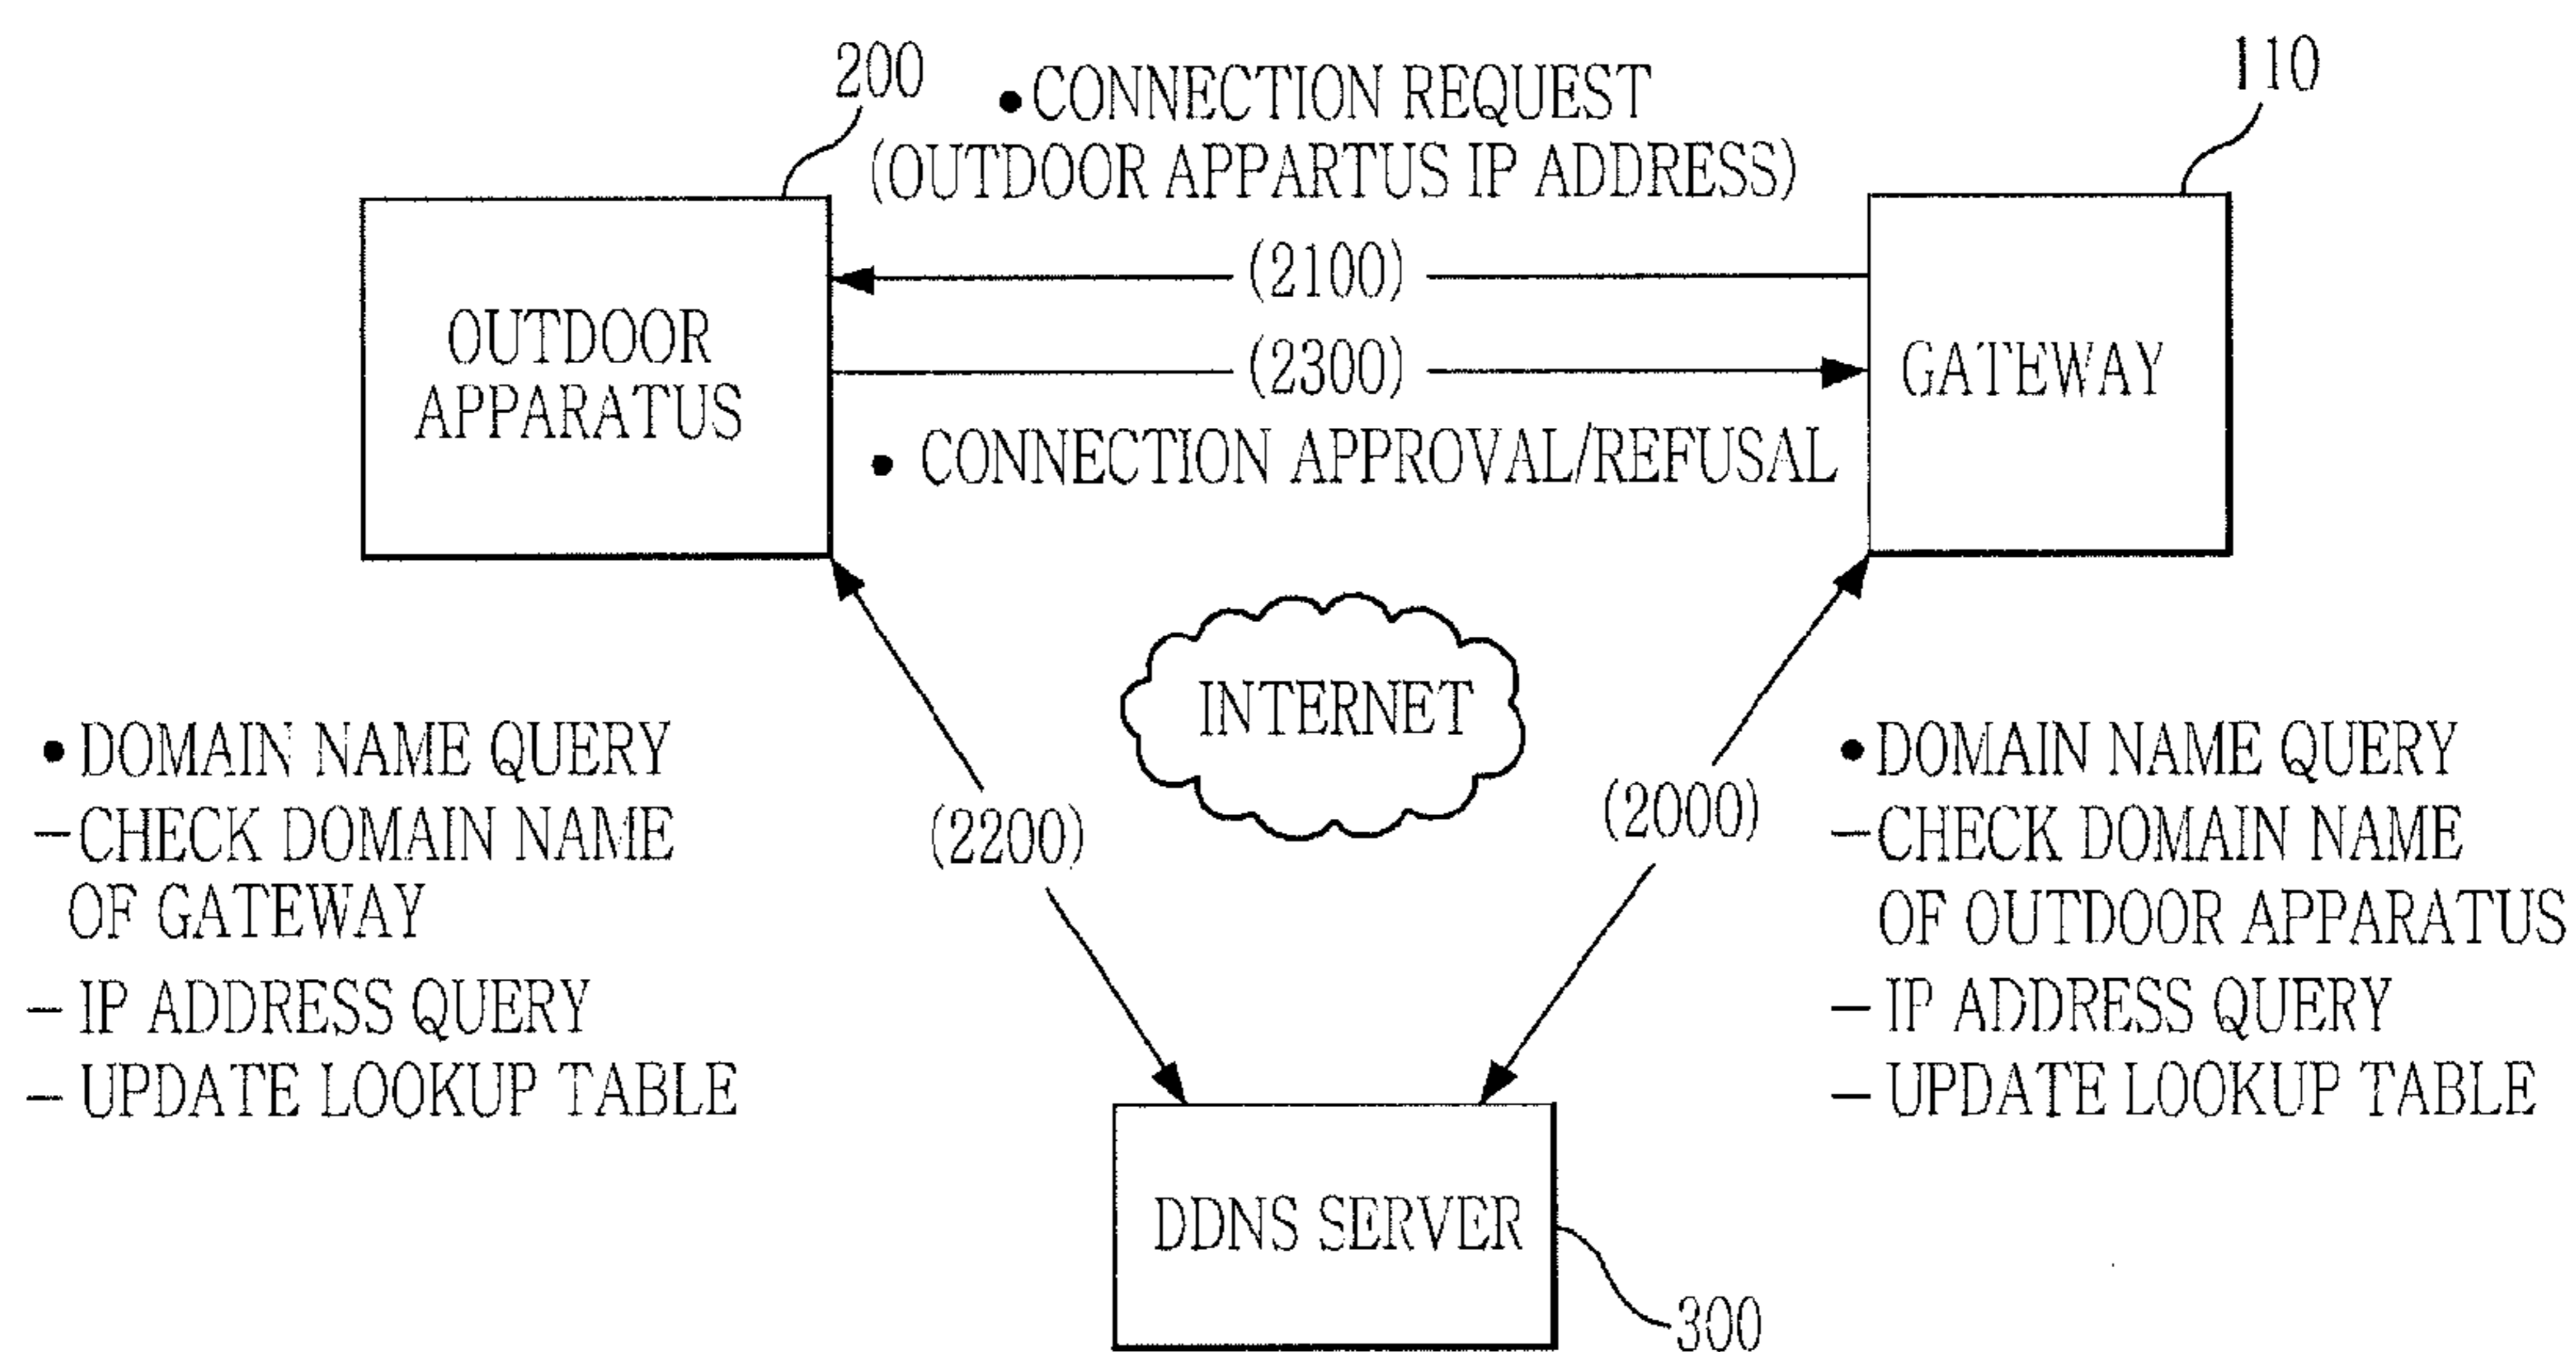 200
110
• CONNECTION REQUEST
(OUTDOOR APPARTUS IP ADDRESS)
(2100)
OUTDOOR
APPARATUS
(2300)
GATEWAY
• CONNECTION APPROVAL/REFUSAL
INTERNET
• DOMAIN NAME QUERY
– CHECK DOMAIN NAME
OF GATEWAY
– IP ADDRESS QUERY
– UPDATE LOOKUP TABLE
(2200)
(2000)
• DOMAIN NAME QUERY
– CHECK DOMAIN NAME
OF OUTDOOR APPARATUS
– IP ADDRESS QUERY
– UPDATE LOOKUP TABLE
DDNS SERVER
300